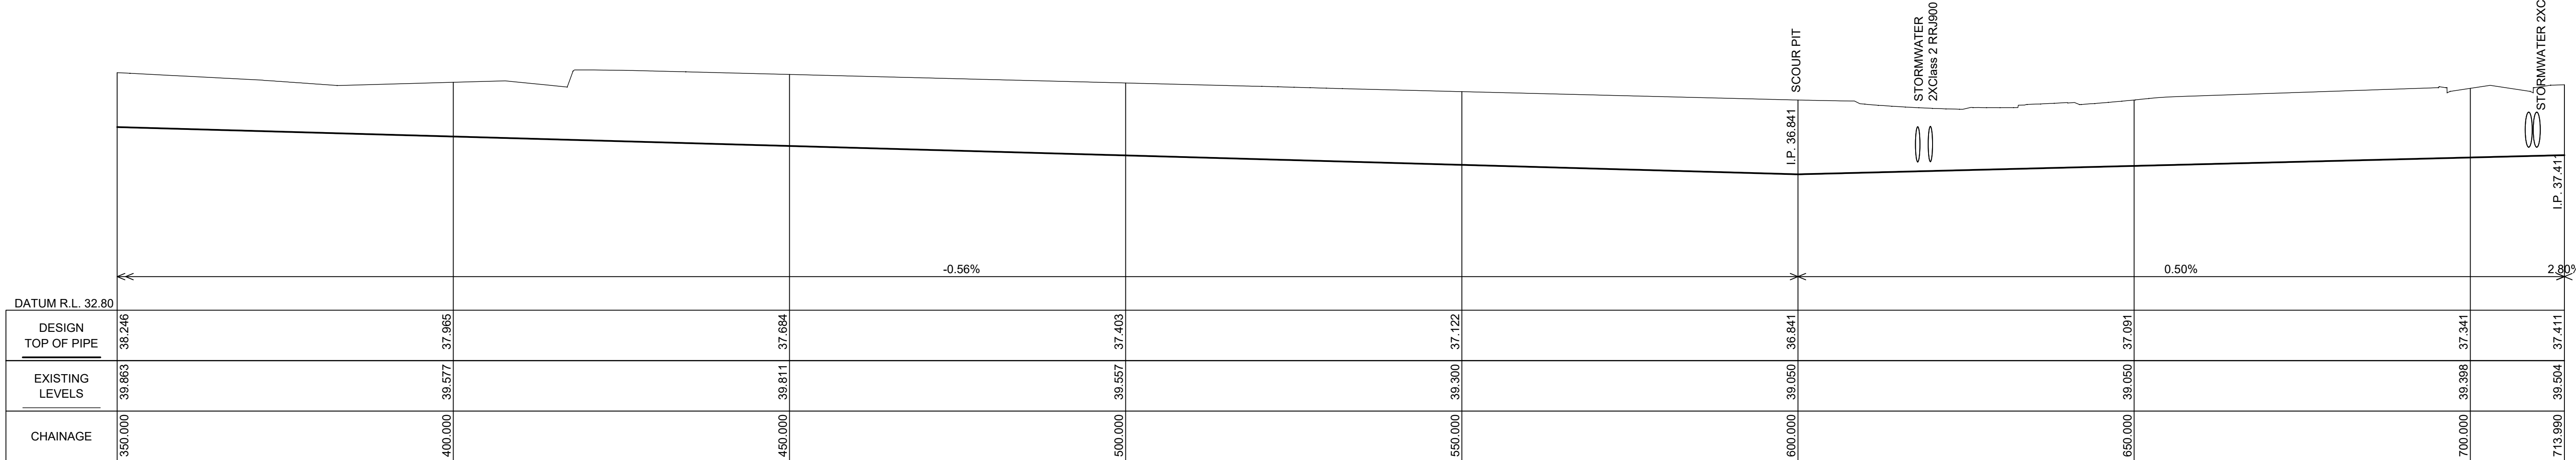 SCOUR PIT
STORMWATER
2XClass 2 RRJ900
STORMWATER 2XC
I.P. 36.841
I.P. 37.411
-0.56%
0.50%
2.80%
DATUM R.L. 32.80
DESIGN
TOP OF PIPE
38.246
37.965
37.684
37.403
37.122
36.841
37.091
37.341
37.411
EXISTING
LEVELS
39.863
39.577
39.811
39.557
39.300
39.050
39.050
39.398
39.504
CHAINAGE
350.000
400.000
450.000
500.000
550.000
600.000
650.000
700.000
713.990